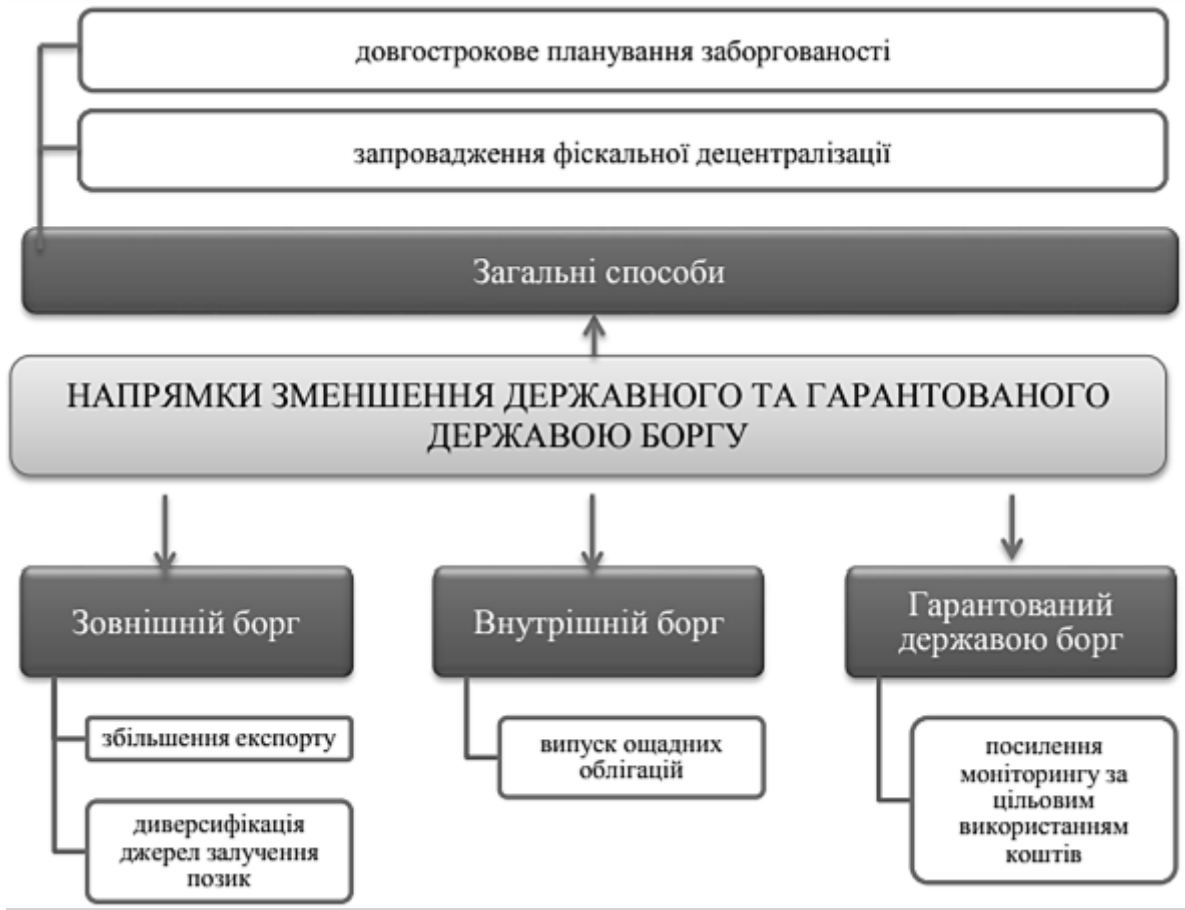 довгострокове планування заборгованості
запровадження фіскальної децентралізації
Загальні способи
НАПРЯМКИ ЗМЕНШЕННЯ ДЕРЖАВНОГО ТА ГАРАНТОВАНОГО
ДЕРЖАВОЮ БОРГУ
Зовнішній борг
збільшення експорту
диверсифікація
джерел залучення
позик
Внутрішній борг
випуск ощадних
облігацій
Гарантований
державою борг
посилення
моніторингу за
цільовим
використанням
коштів